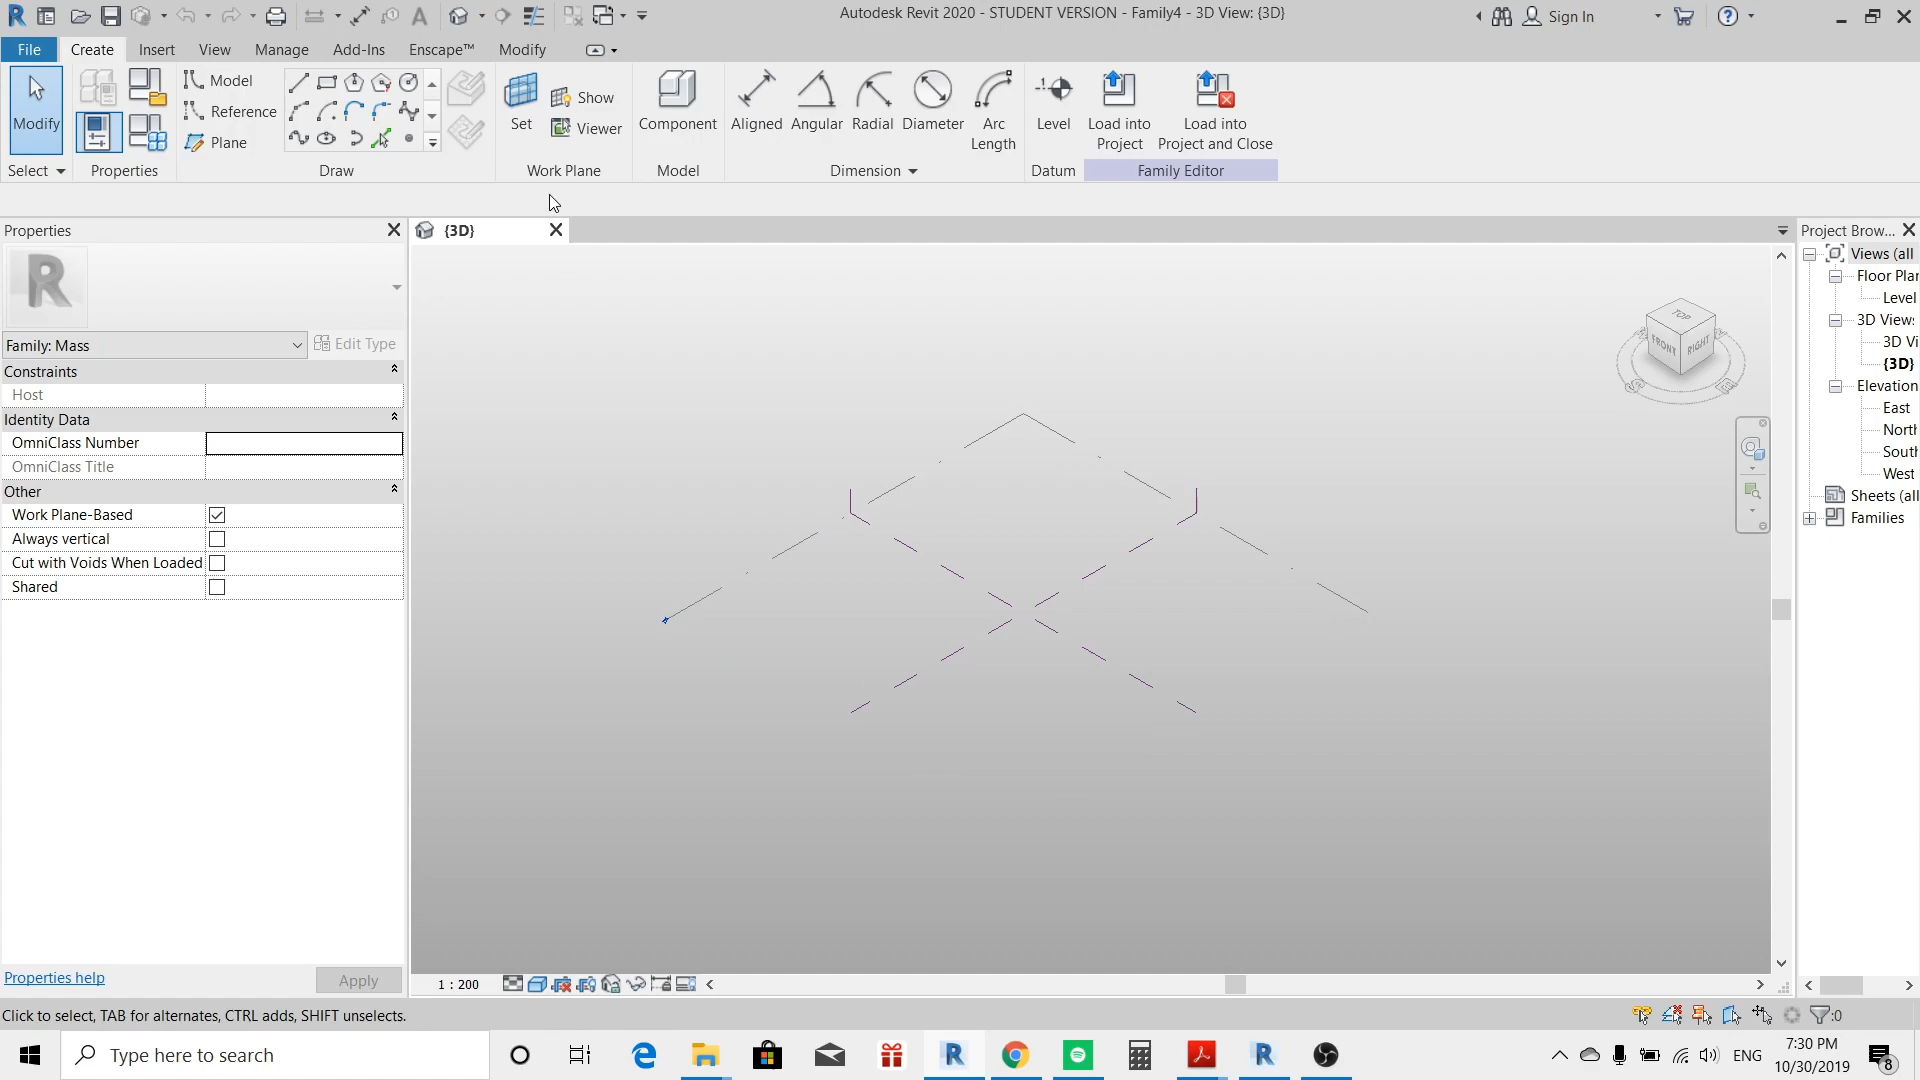 Autodesk Revit 2020 - STUDENT VERSION - Family4 - 3D View: {3D}
Sign In
File Create Insert View Manage Add-Ins Enscape™ Modify
Modify
Model
Reference
Plane
Set
Show
Viewer
Component
Aligned
Angular
Radial
Diameter
Arc
Length
Level
Load into
Project
Load into
Project and Close
Select Properties Draw Work Plane Model Dimension Datum Family Editor
Properties
{3D}
Project Brow...
R
Family: Mass
Edit Type
Constraints
Host
Identity Data
OmniClass Number
OmniClass Title
Other
Work Plane-Based
Always vertical
Cut with Voids When Loaded
Shared
Properties help
Apply
TOP
FRONT
RIGHT
S
E
Views (all
Floor Plan
Level
3D Views
3D Vi
{3D}
Elevation
East
North
South
West
Sheets (all
Families
1 : 200
Click to select, TAB for alternates, CTRL adds, SHIFT unselects.
:0
Type here to search
ENG
7:30 PM
10/30/2019
8